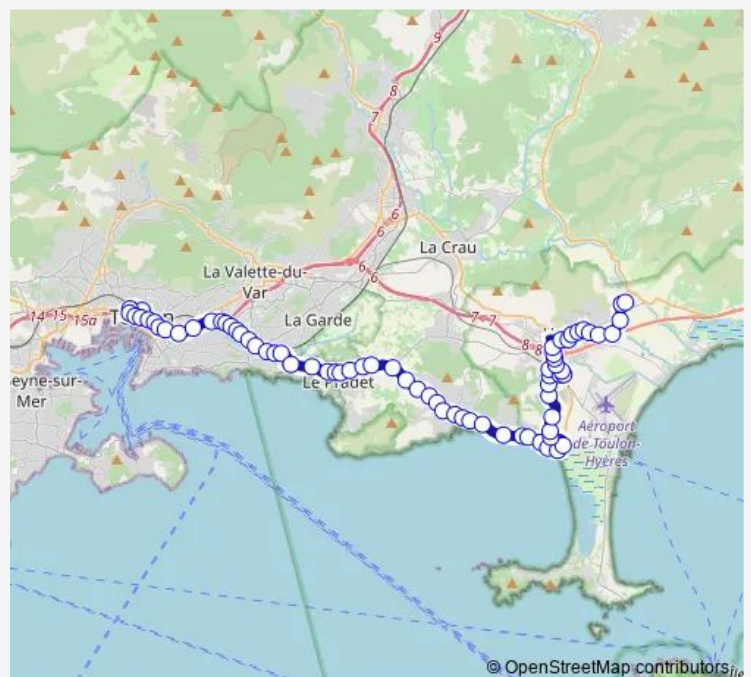 9
8
7
6
6
La Crau
La Valette-du-
Var
6 6
14 15 15a
La Garde
7 7
8 8
eyne-sur-
Mer
Le Pradet
Aéroport
de Toulon-
Hyères
© OpenStreetMap contributors